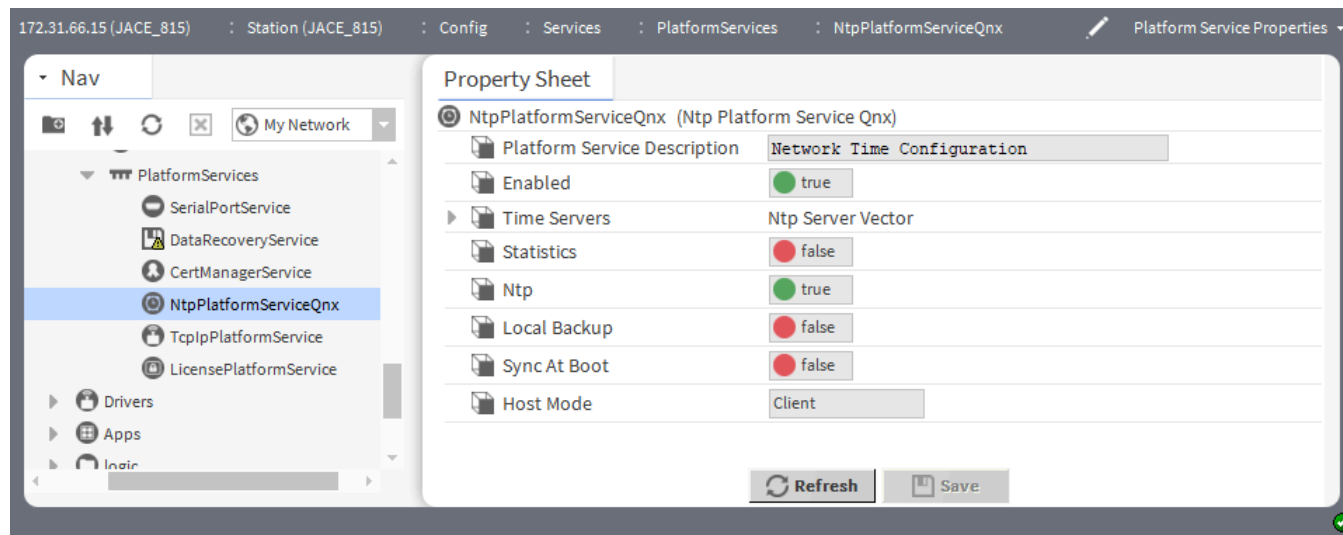 172.31.66.15 (JACE_815) : Station (JACE_815) : Config : Services : PlatformServices : NtpPlatformServiceQnx Platform Service Properties
Nav
My Network
PlatformServices
SerialPortService
DataRecoveryService
CertManagerService
NtpPlatformServiceQnx
TcpIpPlatformService
LicensePlatformService
Drivers
Apps
logic
Property Sheet
NtpPlatformServiceQnx (Ntp Platform Service Qnx)
Platform Service Description Network Time Configuration
Enabled true
Time Servers Ntp Server Vector
Statistics false
Ntp true
Local Backup false
Sync At Boot false
Host Mode Client
Refresh Save